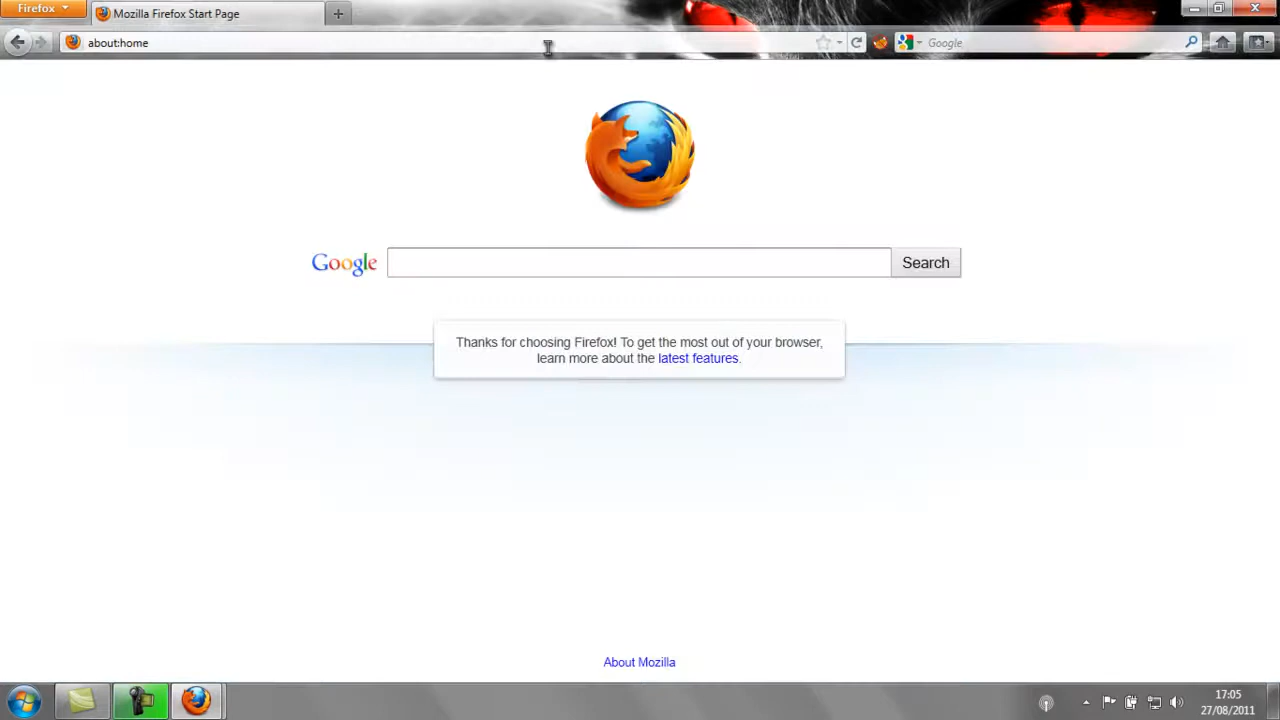 Firefox
Mozilla Firefox Start Page
about:home
Google
Google
Search
Thanks for choosing Firefox! To get the most out of your browser,
learn more about the latest features.
About Mozilla
17:05
27/08/2011